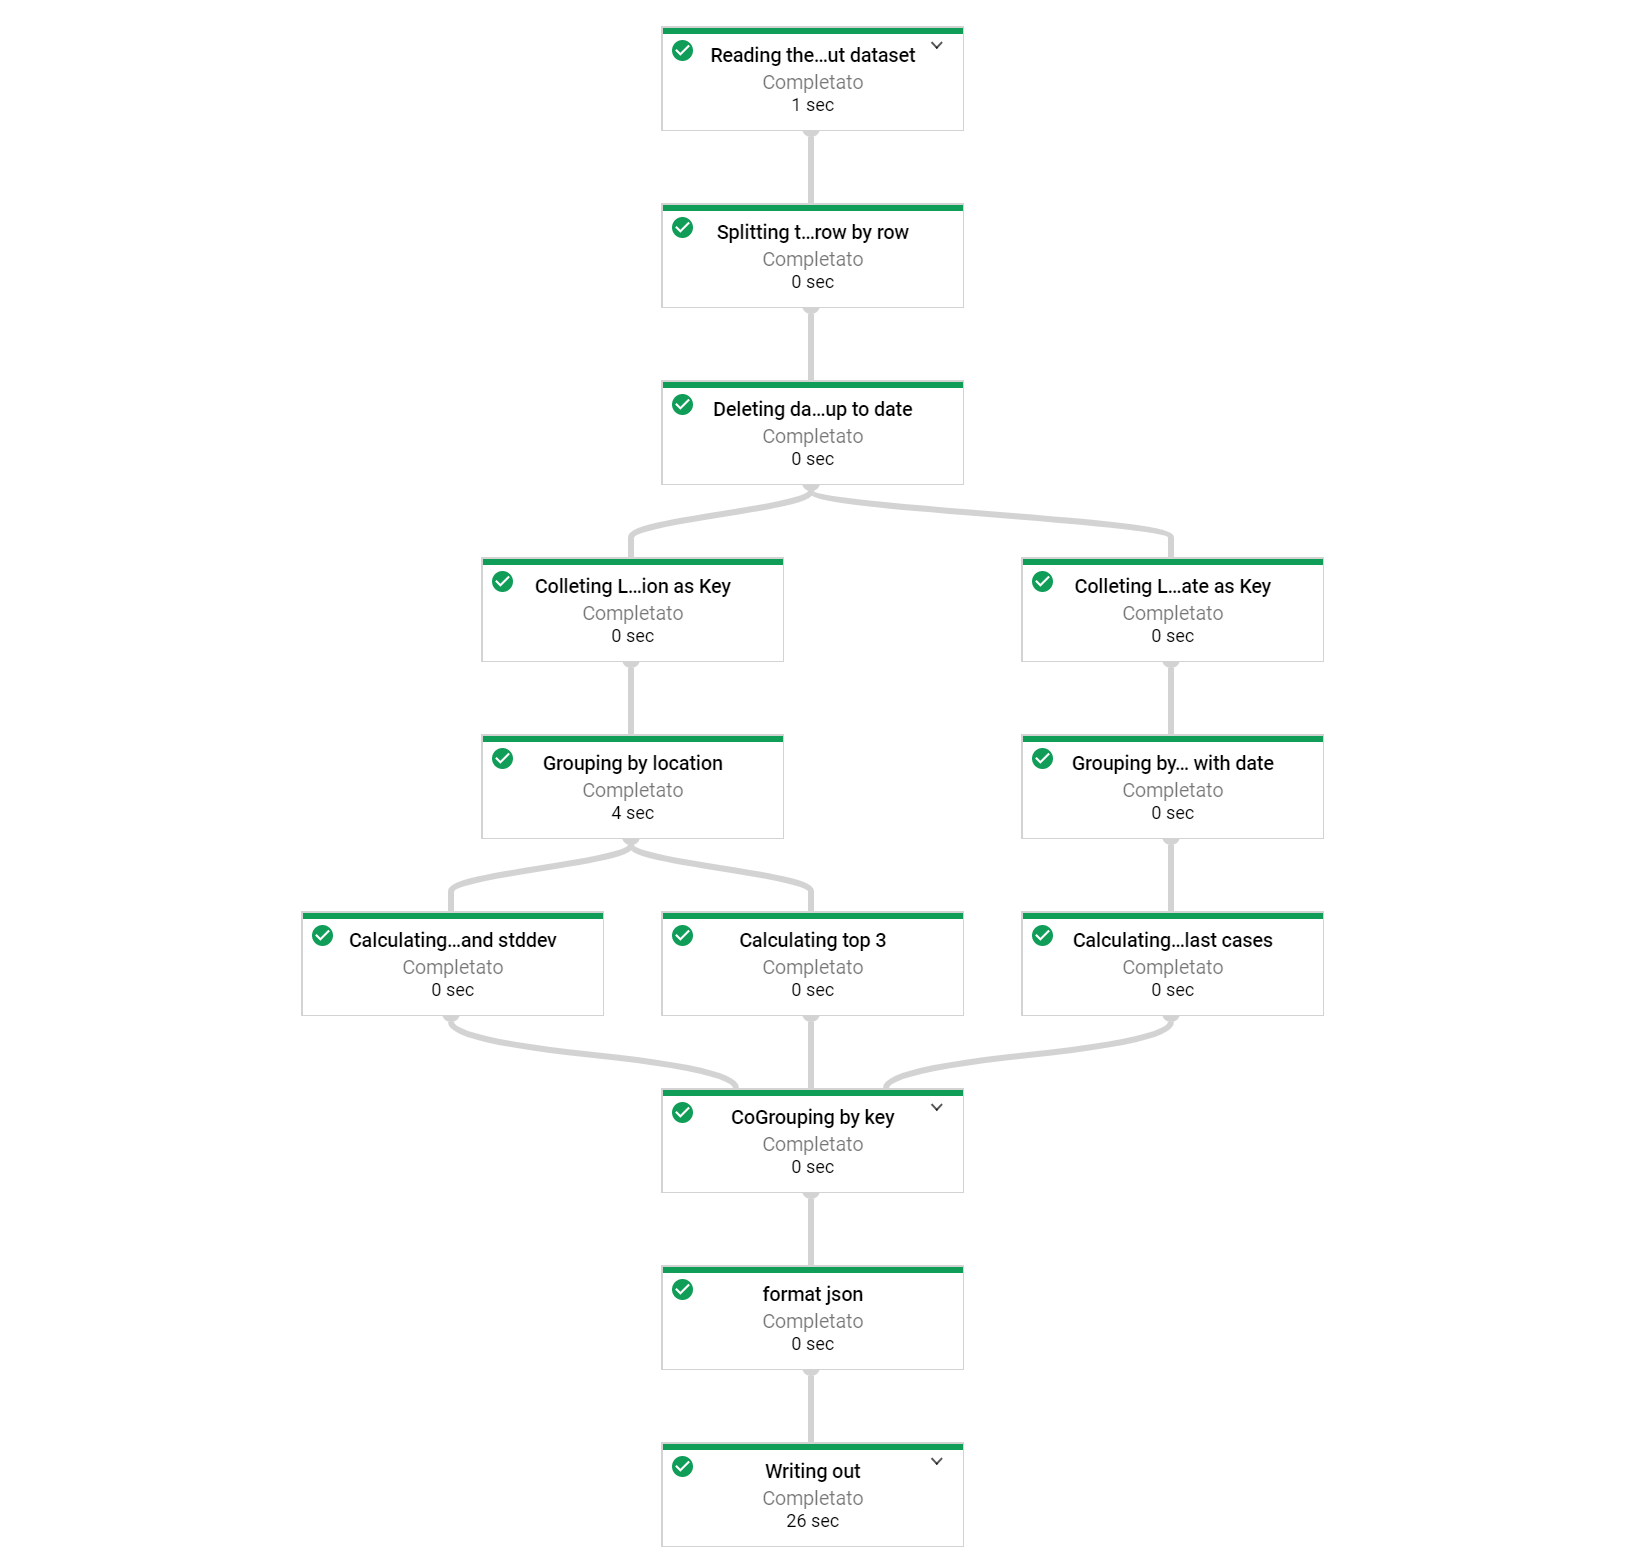 Reading the...ut dataset
Completato
1 sec
Splitting t...row by row
Completato
0 sec
Deleting da...up to date
Completato
0 sec
Colleting L...ion as Key
Completato
0 sec
Colleting L...ate as Key
Completato
0 sec
Grouping by location
Completato
4 sec
Grouping by... with date
Completato
0 sec
Calculating...and stddev
Completato
0 sec
Calculating top 3
Completato
0 sec
Calculating...last cases
Completato
0 sec
CoGrouping by key
Completato
0 sec
format json
Completato
0 sec
Writing out
Completato
26 sec